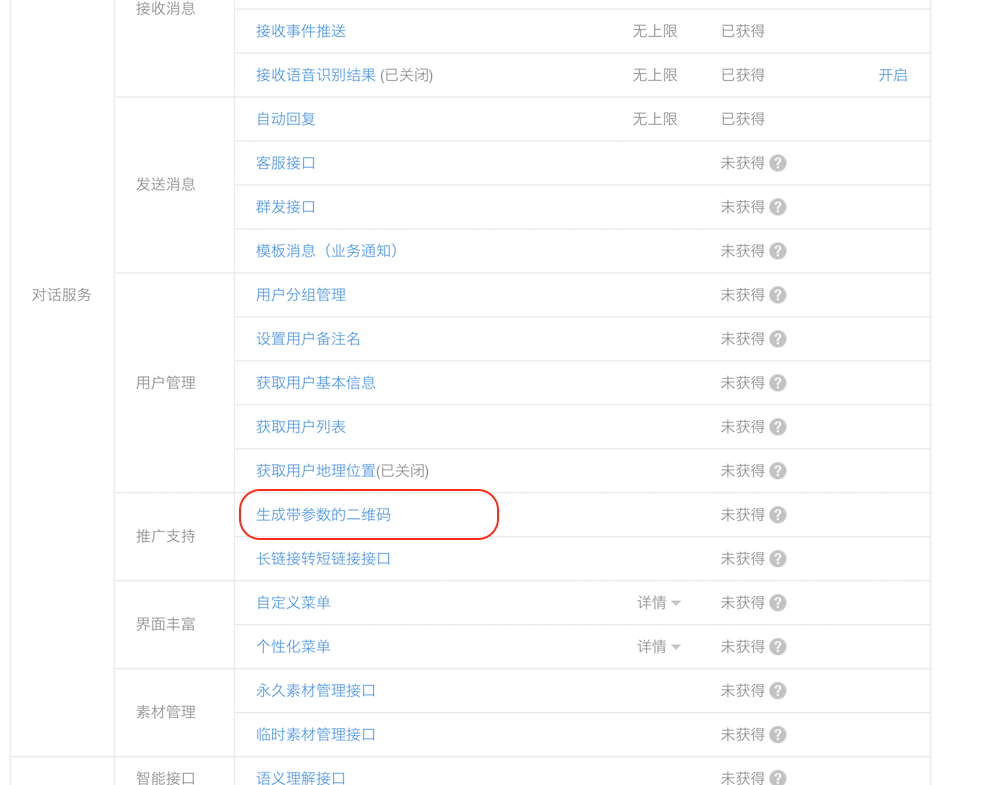 接收消息
接收事件推送 无上限 已获得
接收语音识别结果 (已关闭) 无上限 已获得 开启
自动回复 无上限 已获得
客服接口 未获得 ?
发送消息
群发接口 未获得 ?
模板消息（业务通知） 未获得 ?
对话服务
用户分组管理 未获得 ?
设置用户备注名 未获得 ?
用户管理
获取用户基本信息 未获得 ?
获取用户列表 未获得 ?
获取用户地理位置(已关闭) 未获得 ?
生成带参数的二维码 未获得 ?
推广支持
长链接转短链接接口 未获得 ?
自定义菜单 详情 未获得 ?
界面丰富
个性化菜单 详情 未获得 ?
永久素材管理接口 未获得 ?
素材管理
临时素材管理接口 未获得 ?
智能接口 语义理解接口 未获得 ?